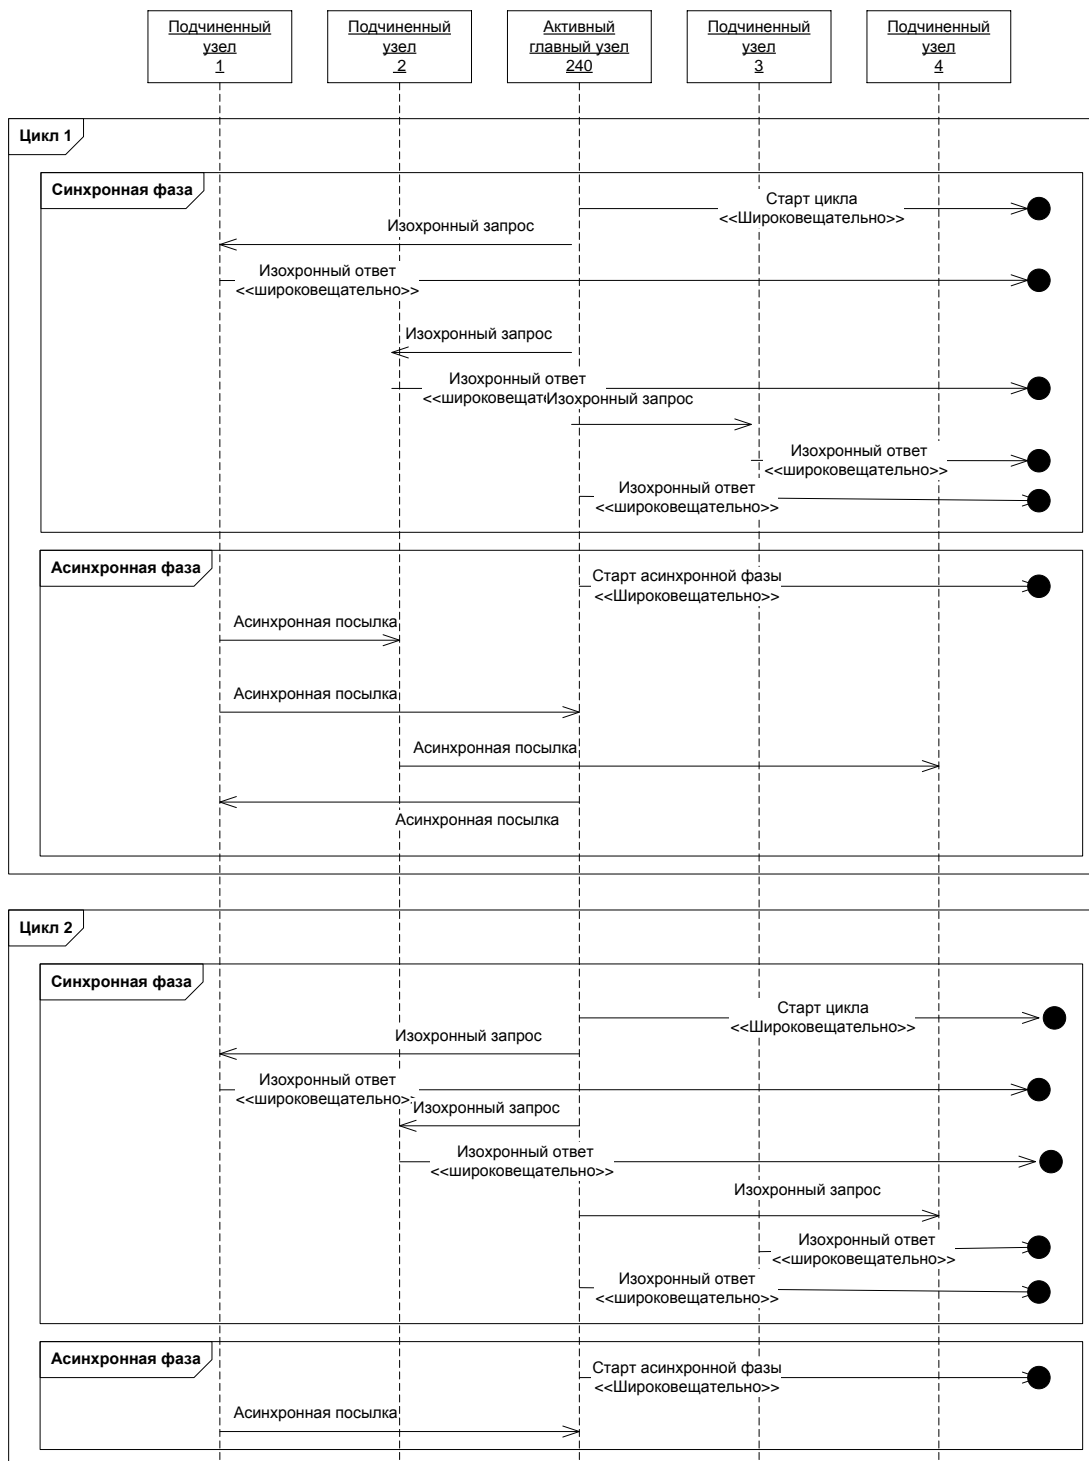 Подчиненный
узел
1
Подчиненный
узел
2
Активный
главный узел
240
Подчиненный
узел
3
Подчиненный
узел
4
Цикл 1
Синхронная фаза
Старт цикла
<<Широковещательно>>
Изохронный запрос
Изохронный ответ
<<широковещательно>>
Изохронный запрос
Изохронный ответ
<<широковещат
Изохронный запрос
Изохронный ответ
<<широковещательно>>
Изохронный ответ
<<широковещательно>>
Асинхронная фаза
Старт асинхронной фазы
<<Широковещательно>>
Асинхронная посылка
Асинхронная посылка
Асинхронная посылка
Асинхронная посылка
Цикл 2
Синхронная фаза
Старт цикла
<<Широковещательно>>
Изохронный запрос
Изохронный ответ
<<широковещательно>>
Изохронный запрос
Изохронный ответ
<<широковещательно>>
Изохронный запрос
Изохронный ответ
<<широковещательно>>
Изохронный ответ
<<широковещательно>>
Асинхронная фаза
Старт асинхронной фазы
<<Широковещательно>>
Асинхронная посылка